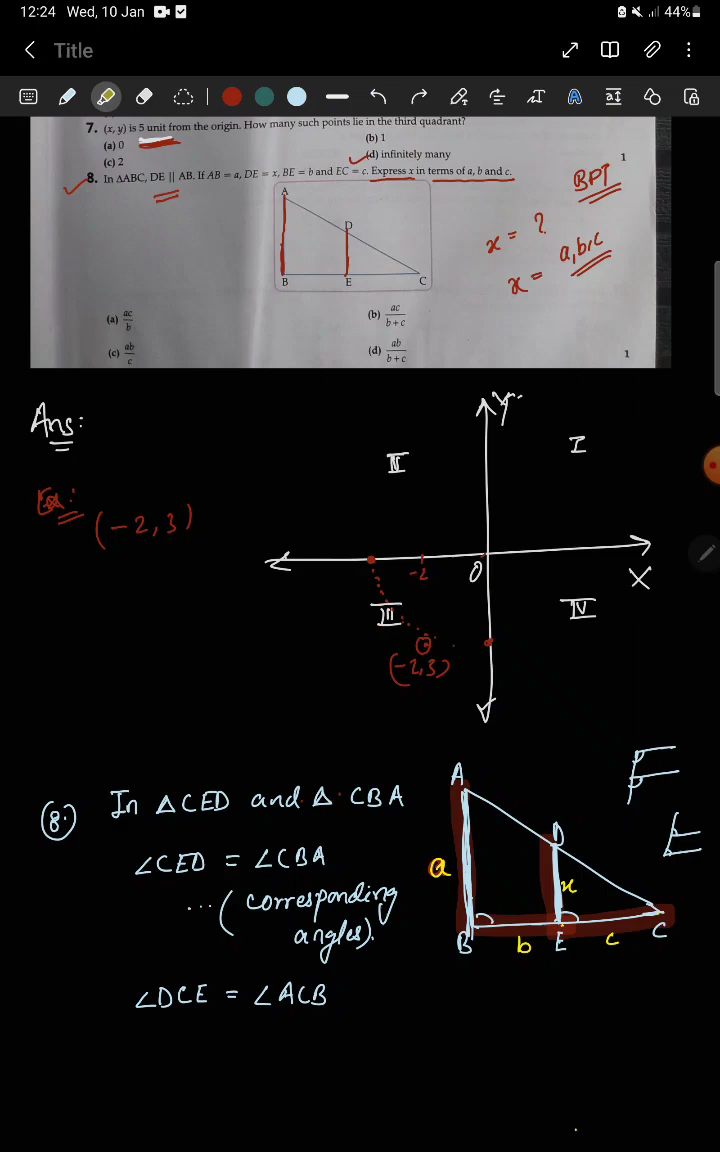 12:24 Wed, 10 Jan 44%
Title
7. (x, y) is 5 unit from the origin. How many such points lie in the third quadrant?
(a) 0 (b) 1
(c) 2 (d) infinitely many
1
8. In ΔABC, DE || AB. If AB = a, DE = x, BE = b and EC = c. Express x in terms of a, b and c.
BPT
A
D
B E C
x = ?
x = a,b,c
(a) ac/b (b) ac/b+c
(c) ab/c (d) ab/b+c
1
Ans:
Y
II I
Ex:
(-2,3)
-2 O X
III IV
(-2,3)
A
8. In ΔCED and Δ CBA
D
∠CED = ∠CBA
a x
... (corresponding
angles).
B b E c C
∠DCE = ∠ACB